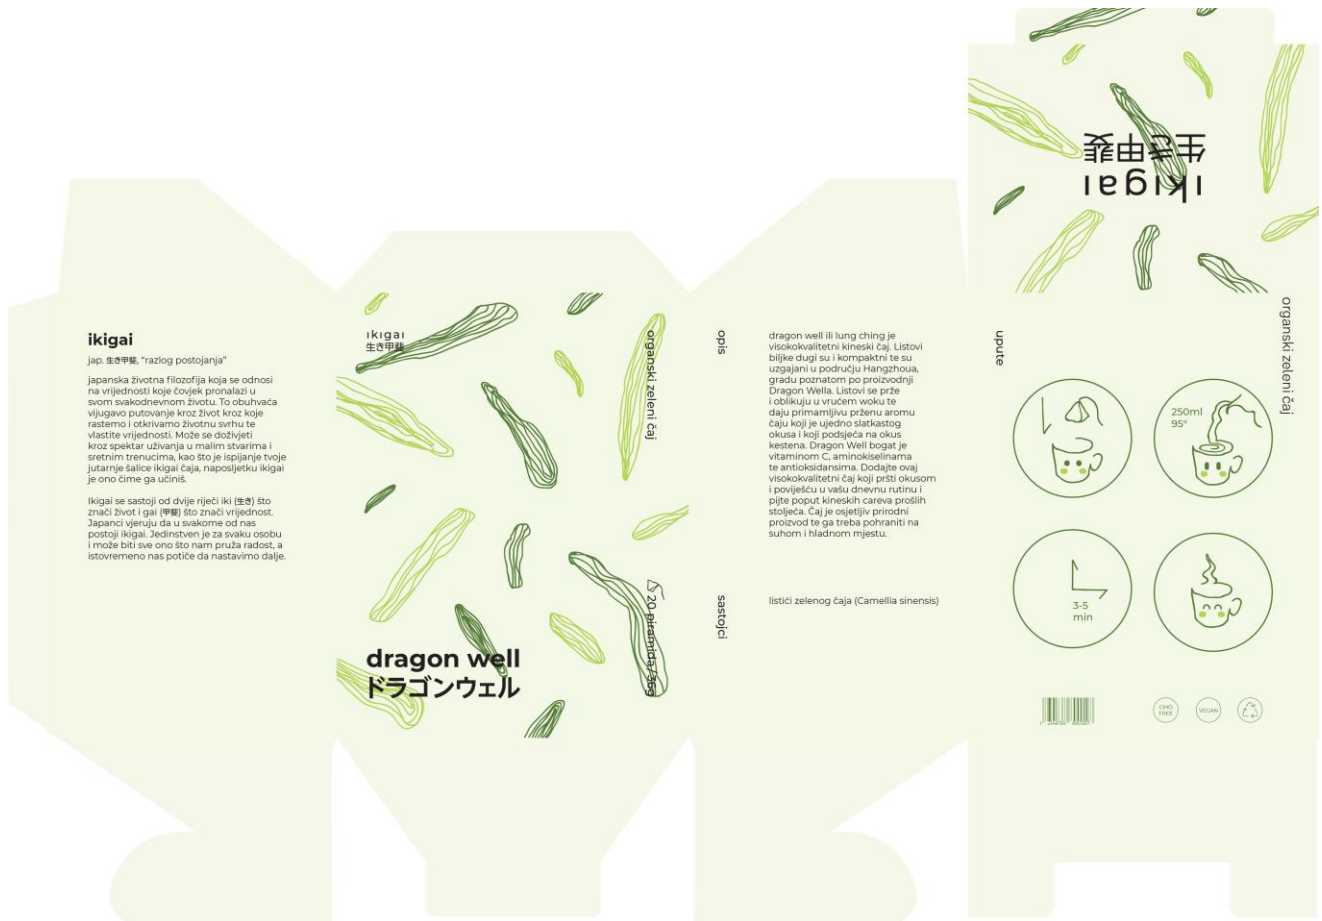 ikigai
jap. 生き甲斐, “razlog postojanja”
japanska životna filozofija koja se odnosi
na vrijednosti koje čovjek pronalazi u
svom svakodnevnom životu. To obuhvaća
vijugavo putovanje kroz život kroz koje
rastemo i otkrivamo životnu svrhu te
vlastite vrijednosti. Može se doživjeti
kroz spektar uživanja u malim stvarima i
sretnim trenucima, kao što je ispijanje tvoje
jutarnje šalice ikigai čaja, naposljetku ikigai
je ono čime ga učiniš.
Ikigai se sastoji od dvije riječi iki (生き) što
znači život i gai (甲斐) što znači vrijednost.
Japanci vjeruju da u svakome od nas
postoji ikigai. Jedinstven je za svaku osobu
i može biti sve ono što nam pruža radost, a
istovremeno nas potiče da nastavimo dalje.
ikigai
生き甲斐
organski zeleni čaj
20 piramida / 36g
dragon well
ドラゴンウェル
opis
dragon well ili lung ching je
visokokvalitetni kineski čaj. Listovi
biljke dugi su i kompaktni te su
uzgajani u području Hangzhoua,
gradu poznatom po proizvodnji
Dragon Wella. Listovi se prže
i oblikuju u vrućem woku te
daju primamljivu prženu aromu
čaju koji je ujedno slatkastog
okusa i koji podsjeća na okus
kestena. Dragon Well bogat je
vitaminom C, aminokiselinama
te antioksidansima. Dodajte ovaj
visokokvalitetni čaj koji pršti okusom
i poviješću u vašu dnevnu rutinu i
pijte poput kineskih careva prošlih
stoljeća. Čaj je osjetljiv prirodni
proizvod te ga treba pohraniti na
suhom i hladnom mjestu.
sastojci
listići zelenog čaja (Camellia sinensis)
ikigai
生き甲斐
organski zeleni čaj
upute
250ml
95°
3-5
min
GMO
FREE
VEGAN